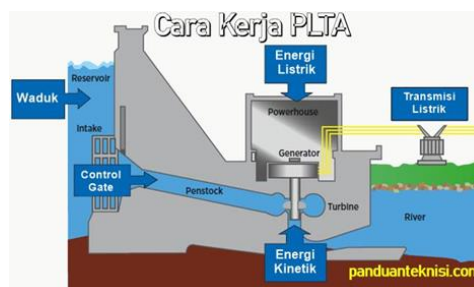 Cara Kerja PLTA
Reservoir
Waduk
Intake
Control
Gate
Penstock
Energi
Listrik
Powerhouse
Generator
Turbine
Energi
Kinetik
Transmisi
Listrik
River
panduanteknisi.com